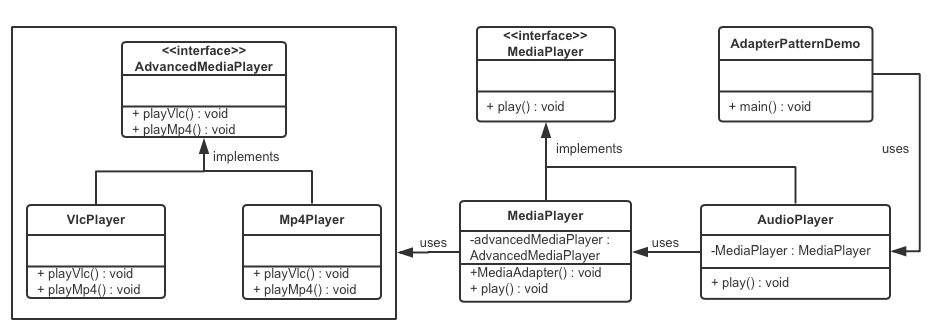 <<interface>>
AdvancedMediaPlayer
+ playVlc() : void
+ playMp4() : void
implements
VlcPlayer
+ playVlc() : void
+ playMp4() : void
Mp4Player
+ playVlc() : void
+ playMp4() : void
uses
<<interface>>
MediaPlayer
+ play() : void
implements
MediaPlayer
-advancedMediaPlayer :
AdvancedMediaPlayer
+MediaAdapter() : void
+ play() : void
uses
AdapterPatternDemo
+ main() : void
uses
AudioPlayer
-MediaPlayer : MediaPlayer
+ play() : void